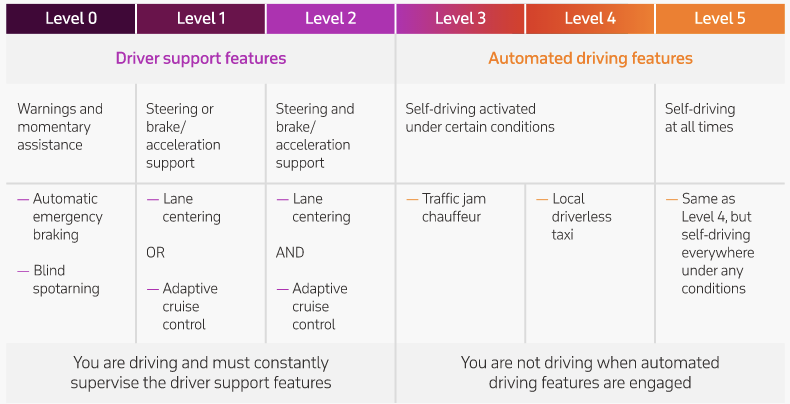 Level 0
Level 1
Level 2
Level 3
Level 4
Level 5
Driver support features
Automated driving features
Warnings and
momentary
assistance
Steering or
brake/
acceleration
support
Steering and
brake/
acceleration
support
Self-driving activated
under certain conditions
Self-driving
at all times
— Automatic
emergency
braking
— Blind
spotarning
— Lane
centering
OR
— Adaptive
cruise
control
— Lane
centering
AND
— Adaptive
cruise
control
— Traffic jam
chauffeur
— Local
driverless
taxi
— Same as
Level 4, but
self-driving
everywhere
under any
conditions
You are driving and must constantly
supervise the driver support features
You are not driving when automated
driving features are engaged